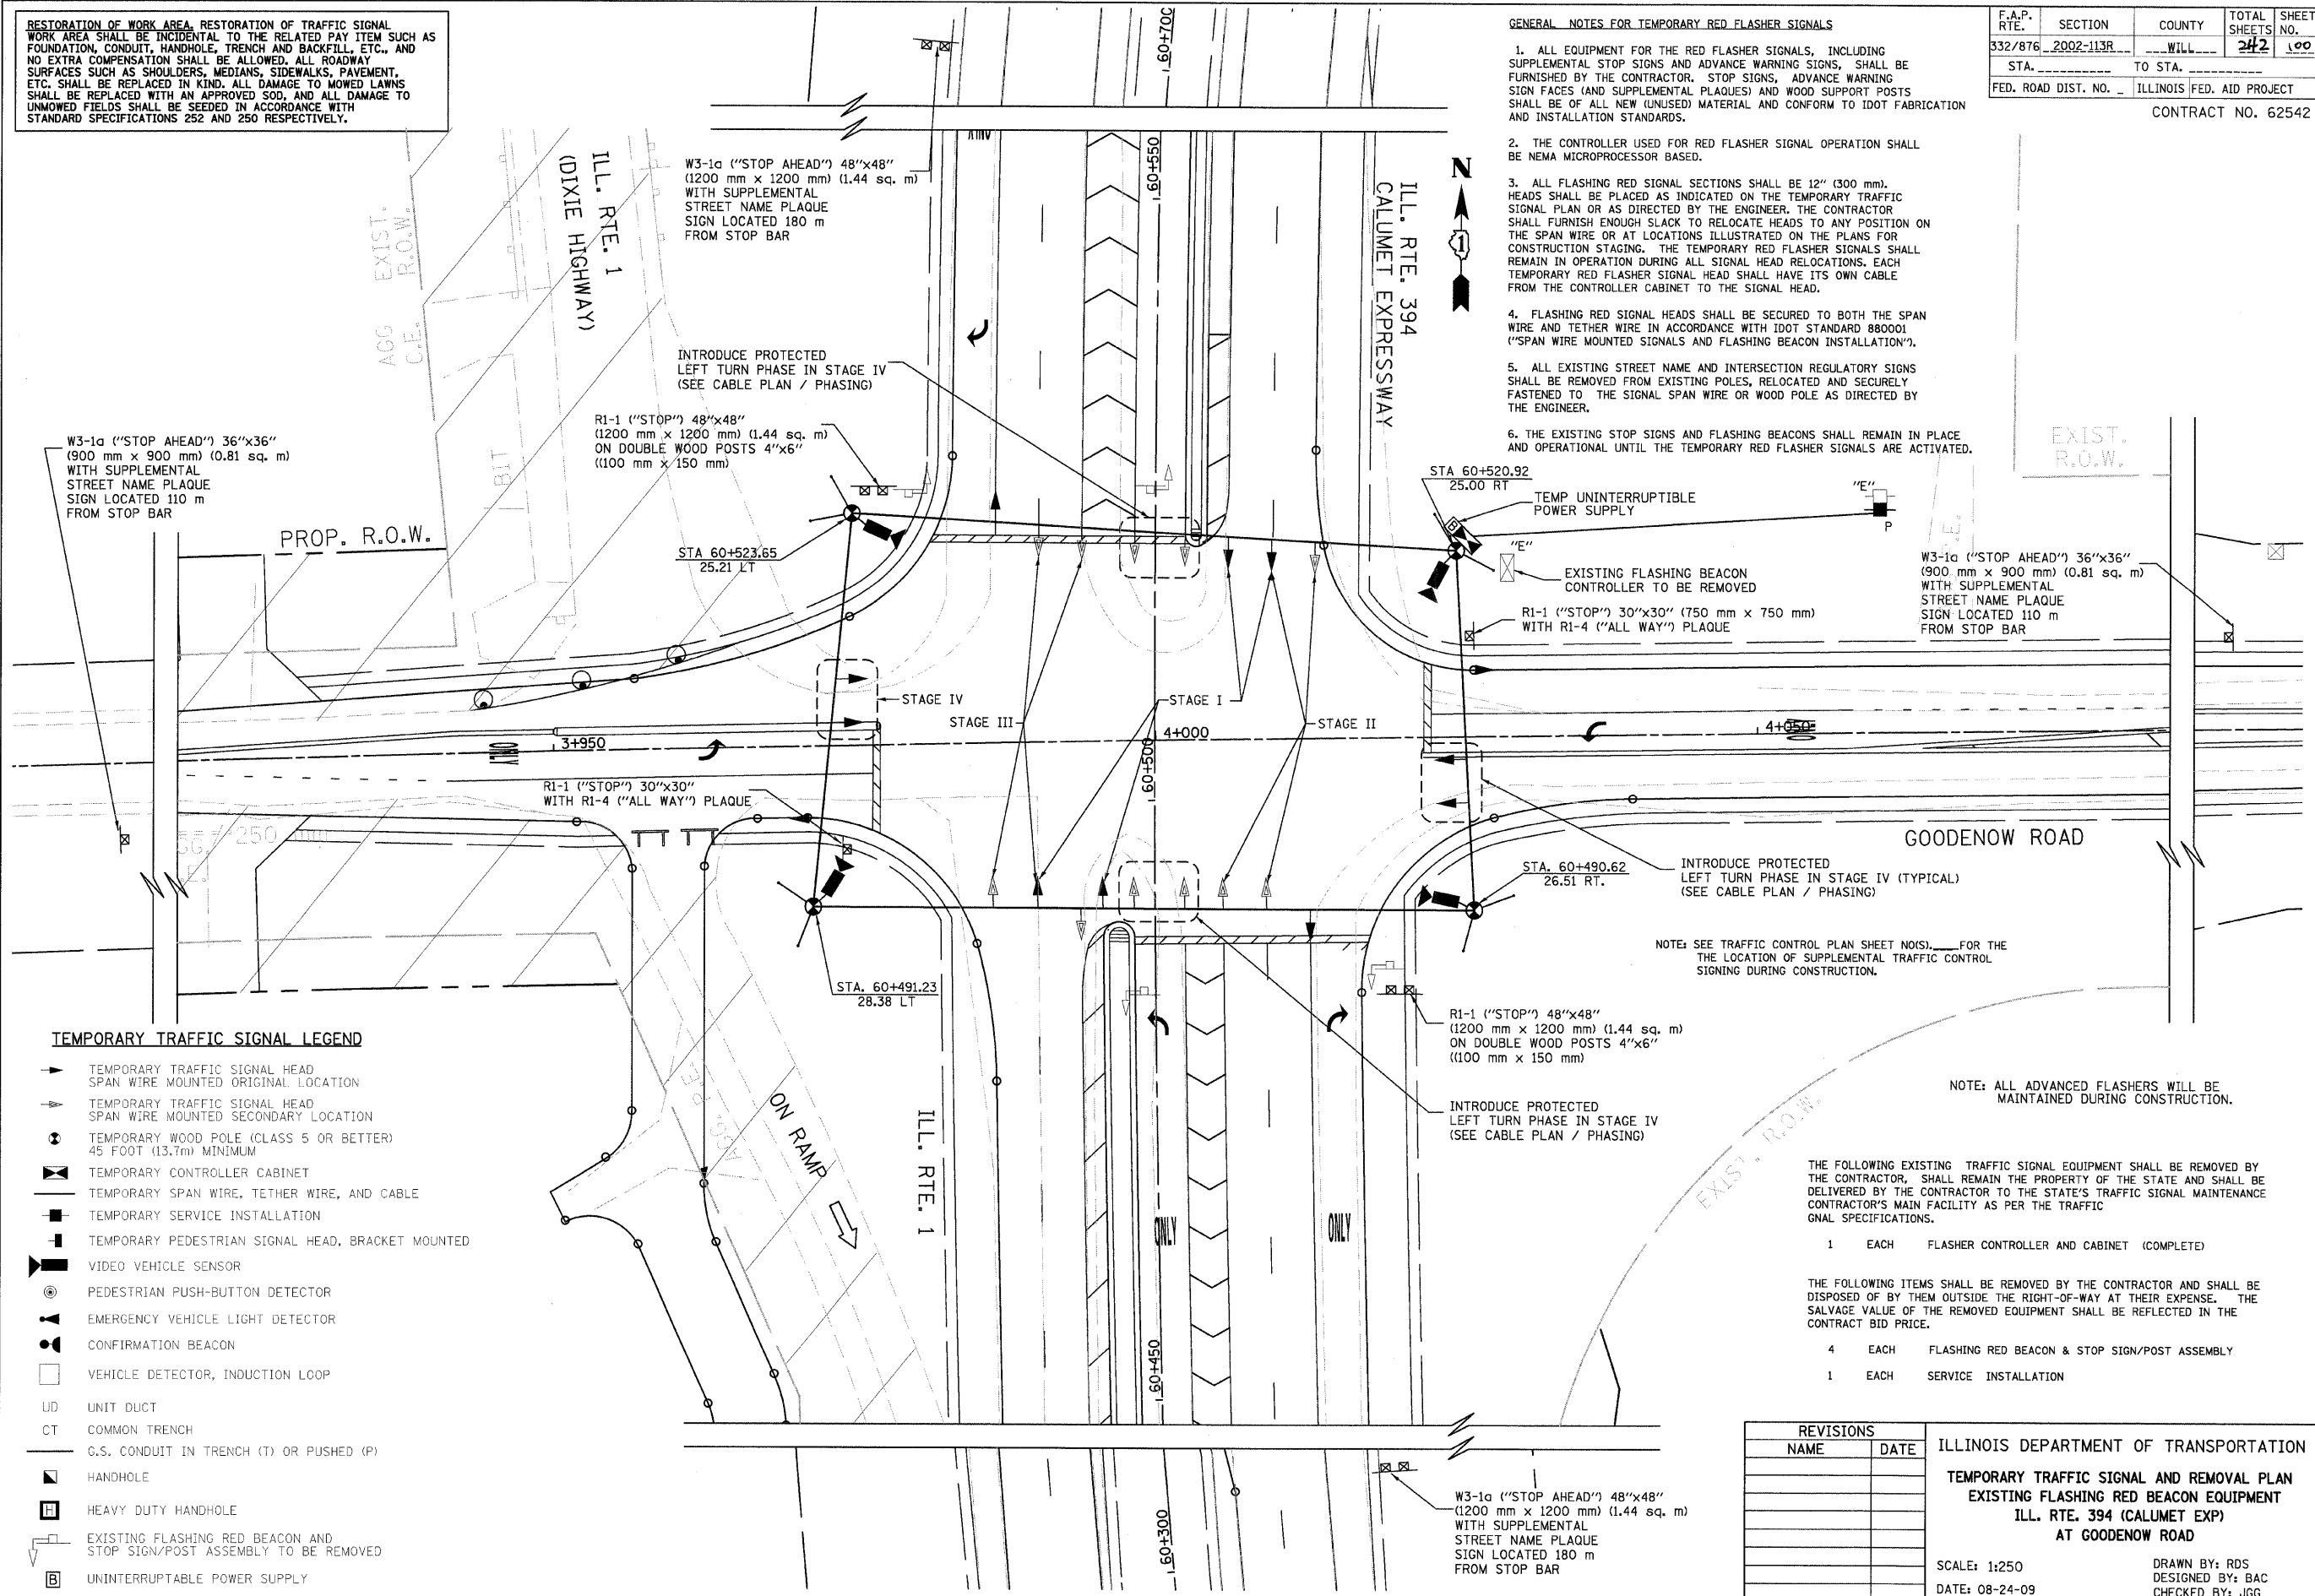 RESTORATION OF WORK AREA. RESTORATION OF TRAFFIC SIGNAL
WORK AREA SHALL BE INCIDENTAL TO THE RELATED PAY ITEM SUCH AS
FOUNDATION, CONDUIT, HANDHOLE, TRENCH AND BACKFILL, ETC., AND
NO EXTRA COMPENSATION SHALL BE ALLOWED. ALL ROADWAY
SURFACES SUCH AS SHOULDERS, MEDIANS, SIDEWALKS, PAVEMENT,
ETC. SHALL BE REPLACED IN KIND. ALL DAMAGE TO MOWED LAWNS
SHALL BE REPLACED WITH AN APPROVED SOD, AND ALL DAMAGE TO
UNMOWED FIELDS SHALL BE SEEDED IN ACCORDANCE WITH
STANDARD SPECIFICATIONS 252 AND 250 RESPECTIVELY.
GENERAL NOTES FOR TEMPORARY RED FLASHER SIGNALS
1. ALL EQUIPMENT FOR THE RED FLASHER SIGNALS, INCLUDING
SUPPLEMENTAL STOP SIGNS AND ADVANCE WARNING SIGNS, SHALL BE
FURNISHED BY THE CONTRACTOR. STOP SIGNS, ADVANCE WARNING
SIGN FACES (AND SUPPLEMENTAL PLAQUES) AND WOOD SUPPORT POSTS
SHALL BE OF ALL NEW (UNUSED) MATERIAL AND CONFORM TO IDOT FABRICATION
AND INSTALLATION STANDARDS.
2. THE CONTROLLER USED FOR RED FLASHER SIGNAL OPERATION SHALL
BE NEMA MICROPROCESSOR BASED.
3. ALL FLASHING RED SIGNAL SECTIONS SHALL BE 12" (300 mm).
HEADS SHALL BE PLACED AS INDICATED ON THE TEMPORARY TRAFFIC
SIGNAL PLAN OR AS DIRECTED BY THE ENGINEER. THE CONTRACTOR
SHALL FURNISH ENOUGH SLACK TO RELOCATE HEADS TO ANY POSITION ON
THE SPAN WIRE OR AT LOCATIONS ILLUSTRATED ON THE PLANS FOR
CONSTRUCTION STAGING. THE TEMPORARY RED FLASHER SIGNALS SHALL
REMAIN IN OPERATION DURING ALL SIGNAL HEAD RELOCATIONS. EACH
TEMPORARY RED FLASHER SIGNAL HEAD SHALL HAVE ITS OWN CABLE
FROM THE CONTROLLER CABINET TO THE SIGNAL HEAD.
4. FLASHING RED SIGNAL HEADS SHALL BE SECURED TO BOTH THE SPAN
WIRE AND TETHER WIRE IN ACCORDANCE WITH IDOT STANDARD 880001
("SPAN WIRE MOUNTED SIGNALS AND FLASHING BEACON INSTALLATION").
5. ALL EXISTING STREET NAME AND INTERSECTION REGULATORY SIGNS
SHALL BE REMOVED FROM EXISTING POLES, RELOCATED AND SECURELY
FASTENED TO THE SIGNAL SPAN WIRE OR WOOD POLE AS DIRECTED BY
THE ENGINEER.
6. THE EXISTING STOP SIGNS AND FLASHING BEACONS SHALL REMAIN IN PLACE
AND OPERATIONAL UNTIL THE TEMPORARY RED FLASHER SIGNALS ARE ACTIVATED.
F.A.P. RTE. SECTION COUNTY TOTAL SHEETS SHEET NO.
332/876 2002-113R WILL 242 100
STA. TO STA.
FED. ROAD DIST. NO. ILLINOIS FED. AID PROJECT
CONTRACT NO. 62542
60+700
60+550
ONLY
W3-1a ("STOP AHEAD") 48"x48"
(1200 mm x 1200 mm) (1.44 sq. m)
WITH SUPPLEMENTAL
STREET NAME PLAQUE
SIGN LOCATED 180 m
FROM STOP BAR
ILL. RTE. 1
(DIXIE HIGHWAY)
AGG
C.E.
EXIST.
R.O.W.
BIT
ILL. RTE. 394
CALUMET EXPRESSWAY
N
1
INTRODUCE PROTECTED
LEFT TURN PHASE IN STAGE IV
(SEE CABLE PLAN / PHASING)
R1-1 ("STOP") 48"x48"
(1200 mm x 1200 mm) (1.44 sq. m)
ON DOUBLE WOOD POSTS 4"x6"
((100 mm x 150 mm)
W3-1a ("STOP AHEAD") 36"x36"
(900 mm x 900 mm) (0.81 sq. m)
WITH SUPPLEMENTAL
STREET NAME PLAQUE
SIGN LOCATED 110 m
FROM STOP BAR
PROP. R.O.W.
STA 60+523.65
25.21 LT
STA 60+520.92
25.00 RT
TEMP UNINTERRUPTIBLE
POWER SUPPLY
B
"E"
P
"E"
EXISTING FLASHING BEACON
CONTROLLER TO BE REMOVED
R1-1 ("STOP") 30"x30" (750 mm x 750 mm)
WITH R1-4 ("ALL WAY") PLAQUE
EXIST.
R.O.W.
W3-1a ("STOP AHEAD") 36"x36"
(900 mm x 900 mm) (0.81 sq. m)
WITH SUPPLEMENTAL
STREET NAME PLAQUE
SIGN LOCATED 110 m
FROM STOP BAR
STAGE IV
STAGE III
STAGE I
STAGE II
3+950
4+000
4+050
60+500
ONLY
R1-1 ("STOP") 30"x30"
WITH R1-4 ("ALL WAY") PLAQUE
250 mm
GOODENOW ROAD
STA. 60+490.62
26.51 RT.
INTRODUCE PROTECTED
LEFT TURN PHASE IN STAGE IV (TYPICAL)
(SEE CABLE PLAN / PHASING)
NOTE: SEE TRAFFIC CONTROL PLAN SHEET NO(S).____FOR THE
THE LOCATION OF SUPPLEMENTAL TRAFFIC CONTROL
SIGNING DURING CONSTRUCTION.
STA. 60+491.23
28.38 LT
R1-1 ("STOP") 48"x48"
(1200 mm x 1200 mm) (1.44 sq. m)
ON DOUBLE WOOD POSTS 4"x6"
((100 mm x 150 mm)
INTRODUCE PROTECTED
LEFT TURN PHASE IN STAGE IV
(SEE CABLE PLAN / PHASING)
ON RAMP
ILL. RTE. 1
ONLY
ONLY
60+450
60+300
EXIST. R.O.W.
W3-1a ("STOP AHEAD") 48"x48"
(1200 mm x 1200 mm) (1.44 sq. m)
WITH SUPPLEMENTAL
STREET NAME PLAQUE
SIGN LOCATED 180 m
FROM STOP BAR
TEMPORARY TRAFFIC SIGNAL LEGEND
TEMPORARY TRAFFIC SIGNAL HEAD
SPAN WIRE MOUNTED ORIGINAL LOCATION
TEMPORARY TRAFFIC SIGNAL HEAD
SPAN WIRE MOUNTED SECONDARY LOCATION
TEMPORARY WOOD POLE (CLASS 5 OR BETTER)
45 FOOT (13.7m) MINIMUM
TEMPORARY CONTROLLER CABINET
TEMPORARY SPAN WIRE, TETHER WIRE, AND CABLE
TEMPORARY SERVICE INSTALLATION
TEMPORARY PEDESTRIAN SIGNAL HEAD, BRACKET MOUNTED
VIDEO VEHICLE SENSOR
PEDESTRIAN PUSH-BUTTON DETECTOR
EMERGENCY VEHICLE LIGHT DETECTOR
CONFIRMATION BEACON
VEHICLE DETECTOR, INDUCTION LOOP
UD UNIT DUCT
CT COMMON TRENCH
G.S. CONDUIT IN TRENCH (T) OR PUSHED (P)
HANDHOLE
H HEAVY DUTY HANDHOLE
EXISTING FLASHING RED BEACON AND
STOP SIGN/POST ASSEMBLY TO BE REMOVED
B UNINTERRUPTABLE POWER SUPPLY
NOTE: ALL ADVANCED FLASHERS WILL BE
MAINTAINED DURING CONSTRUCTION.
THE FOLLOWING EXISTING TRAFFIC SIGNAL EQUIPMENT SHALL BE REMOVED BY
THE CONTRACTOR, SHALL REMAIN THE PROPERTY OF THE STATE AND SHALL BE
DELIVERED BY THE CONTRACTOR TO THE STATE'S TRAFFIC SIGNAL MAINTENANCE
CONTRACTOR'S MAIN FACILITY AS PER THE TRAFFIC
GNAL SPECIFICATIONS.
1 EACH FLASHER CONTROLLER AND CABINET (COMPLETE)
THE FOLLOWING ITEMS SHALL BE REMOVED BY THE CONTRACTOR AND SHALL BE
DISPOSED OF BY THEM OUTSIDE THE RIGHT-OF-WAY AT THEIR EXPENSE. THE
SALVAGE VALUE OF THE REMOVED EQUIPMENT SHALL BE REFLECTED IN THE
CONTRACT BID PRICE.
4 EACH FLASHING RED BEACON & STOP SIGN/POST ASSEMBLY
1 EACH SERVICE INSTALLATION
REVISIONS
NAME DATE
ILLINOIS DEPARTMENT OF TRANSPORTATION
TEMPORARY TRAFFIC SIGNAL AND REMOVAL PLAN
EXISTING FLASHING RED BEACON EQUIPMENT
ILL. RTE. 394 (CALUMET EXP)
AT GOODENOW ROAD
SCALE: 1:250
DATE: 08-24-09
DRAWN BY: RDS
DESIGNED BY: BAC
CHECKED BY: JGG